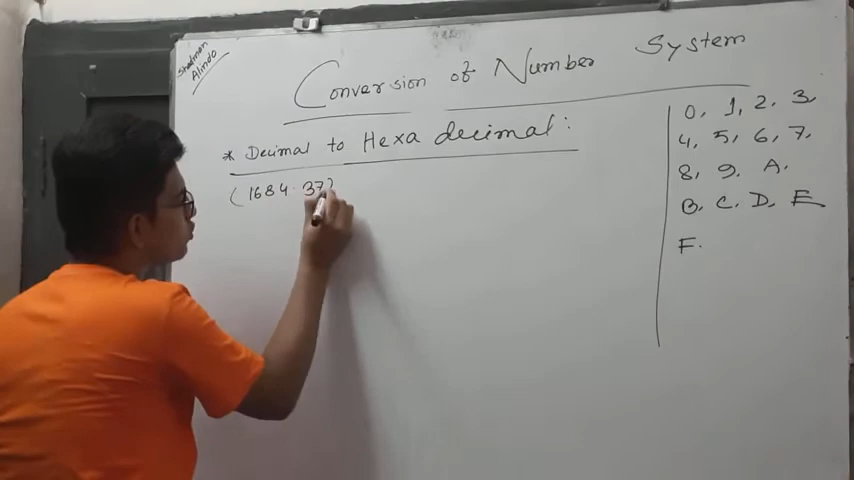 Conversion of Number System
* Decimal to Hexa decimal:
(1684.37)
0, 1, 2, 3,
4, 5, 6, 7,
8, 9, A,
B, C, D, E
F.